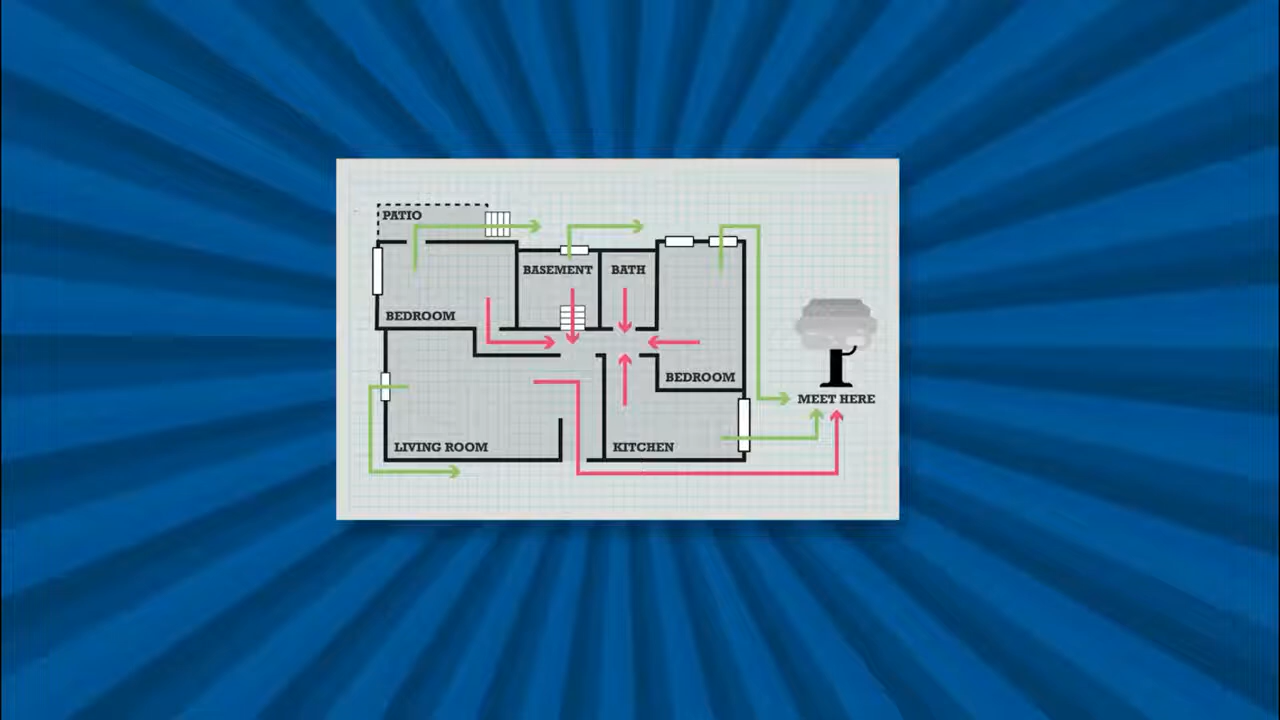 PATIO
BASEMENT
BATH
BEDROOM
BEDROOM
MEET HERE
LIVING ROOM
KITCHEN